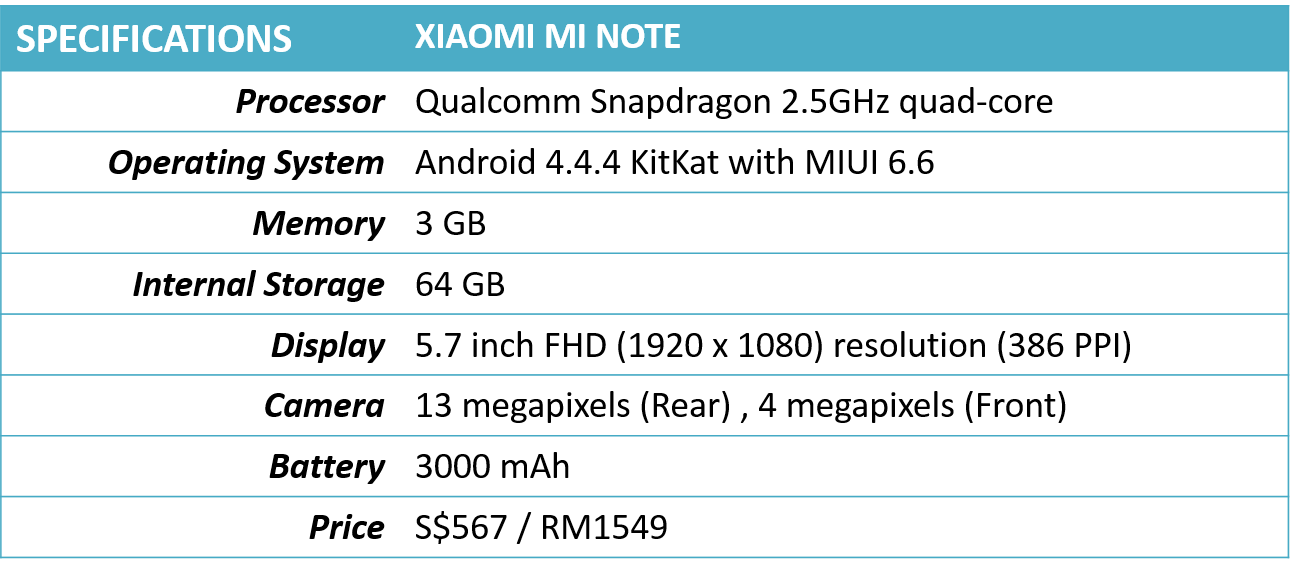 SPECIFICATIONS XIAOMI MI NOTE
Processor Qualcomm Snapdragon 2.5GHz quad-core
Operating System Android 4.4.4 KitKat with MIUI 6.6
Memory 3 GB
Internal Storage 64 GB
Display 5.7 inch FHD (1920 x 1080) resolution (386 PPI)
Camera 13 megapixels (Rear) , 4 megapixels (Front)
Battery 3000 mAh
Price S$567 / RM1549